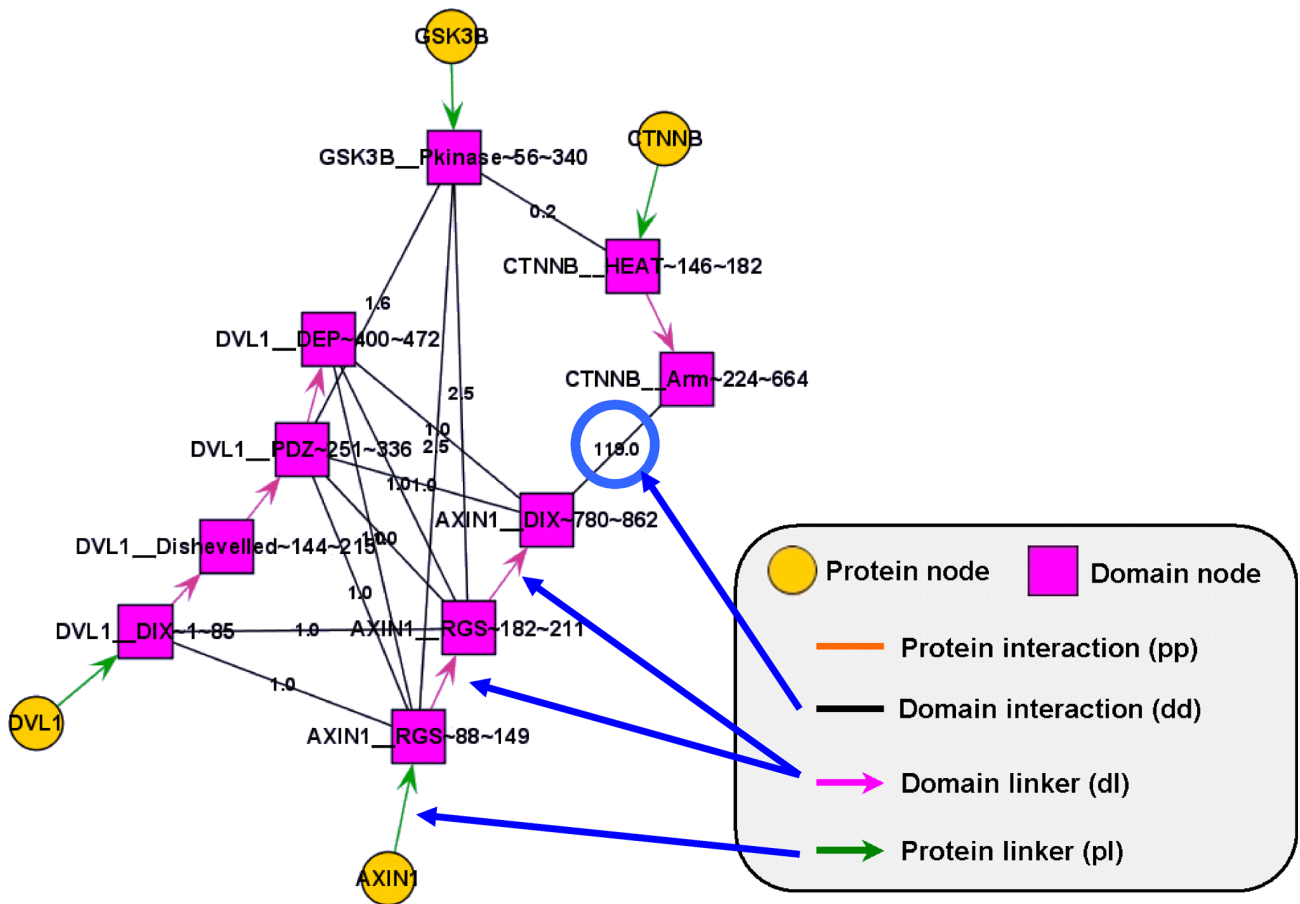 GSK3B
CTNNB
GSK3B__Pkinase~56~340
0.2
CTNNB__HEAT~146~182
1.6
DVL1__DEP~400~472
CTNNB__Arm~224~664
2.5
1.0
2.5
119.0
DVL1__PDZ~251~336
1.0
1.0
AXIN1__DIX~780~862
DVL1__Dishevelled~144~215
1.0
Protein node
Domain node
1.0
DVL1__DIX~1~85
1.0
AXIN1__RGS~182~211
Protein interaction (pp)
1.0
Domain interaction (dd)
DVL1
AXIN1__RGS~88~149
Domain linker (dl)
Protein linker (pl)
AXIN1